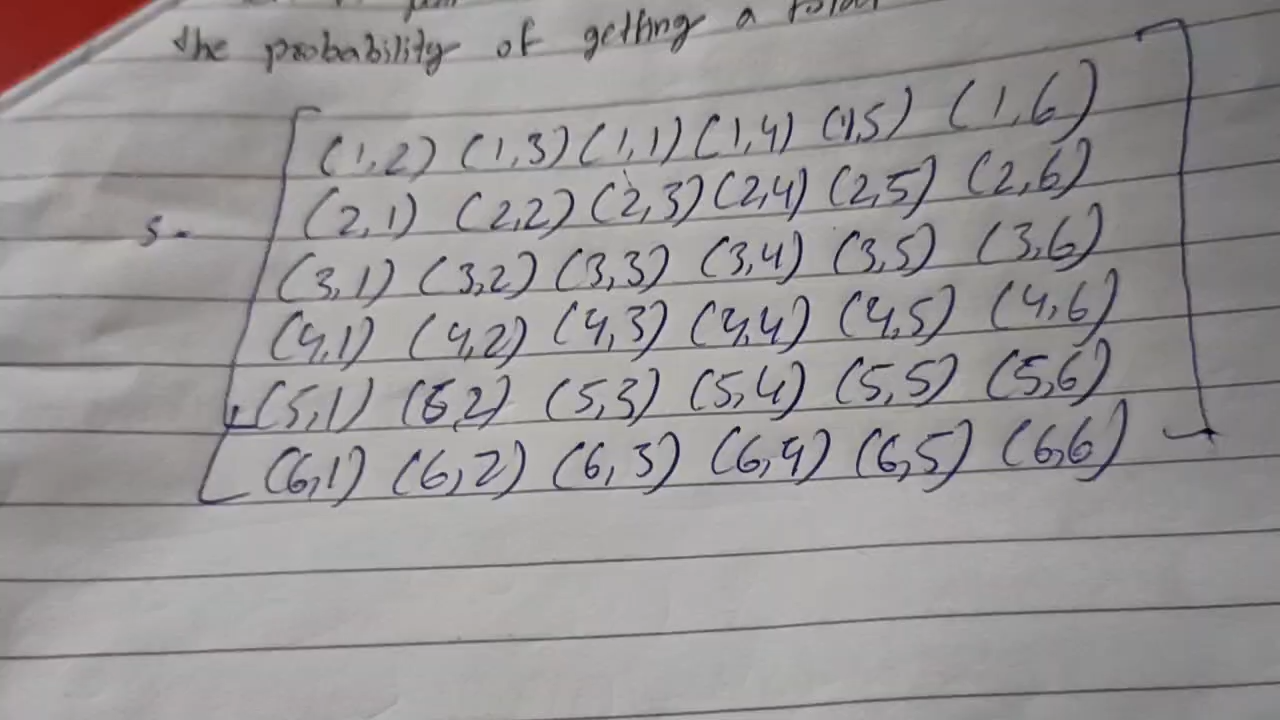 the probability of getting a total
(1,2) (1,3) (1,1) (1,4) (1,5) (1,6)
(2,1) (2,2) (2,3) (2,4) (2,5) (2,6)
S =
(3,1) (3,2) (3,3) (3,4) (3,5) (3,6)
(4,1) (4,2) (4,3) (4,4) (4,5) (4,6)
(5,1) (5,2) (5,3) (5,4) (5,5) (5,6)
(6,1) (6,2) (6,3) (6,4) (6,5) (6,6)